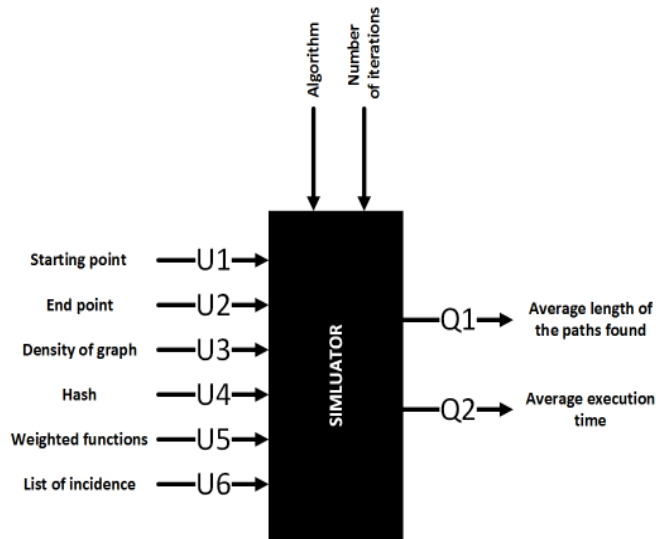 Algorithm
Number
of iterations
Starting point
U1
End point
U2
Density of graph
U3
Hash
U4
Weighted functions
U5
List of incidence
U6
SIMLUATOR
Q1
Average length of
the paths found
Q2
Average execution
time